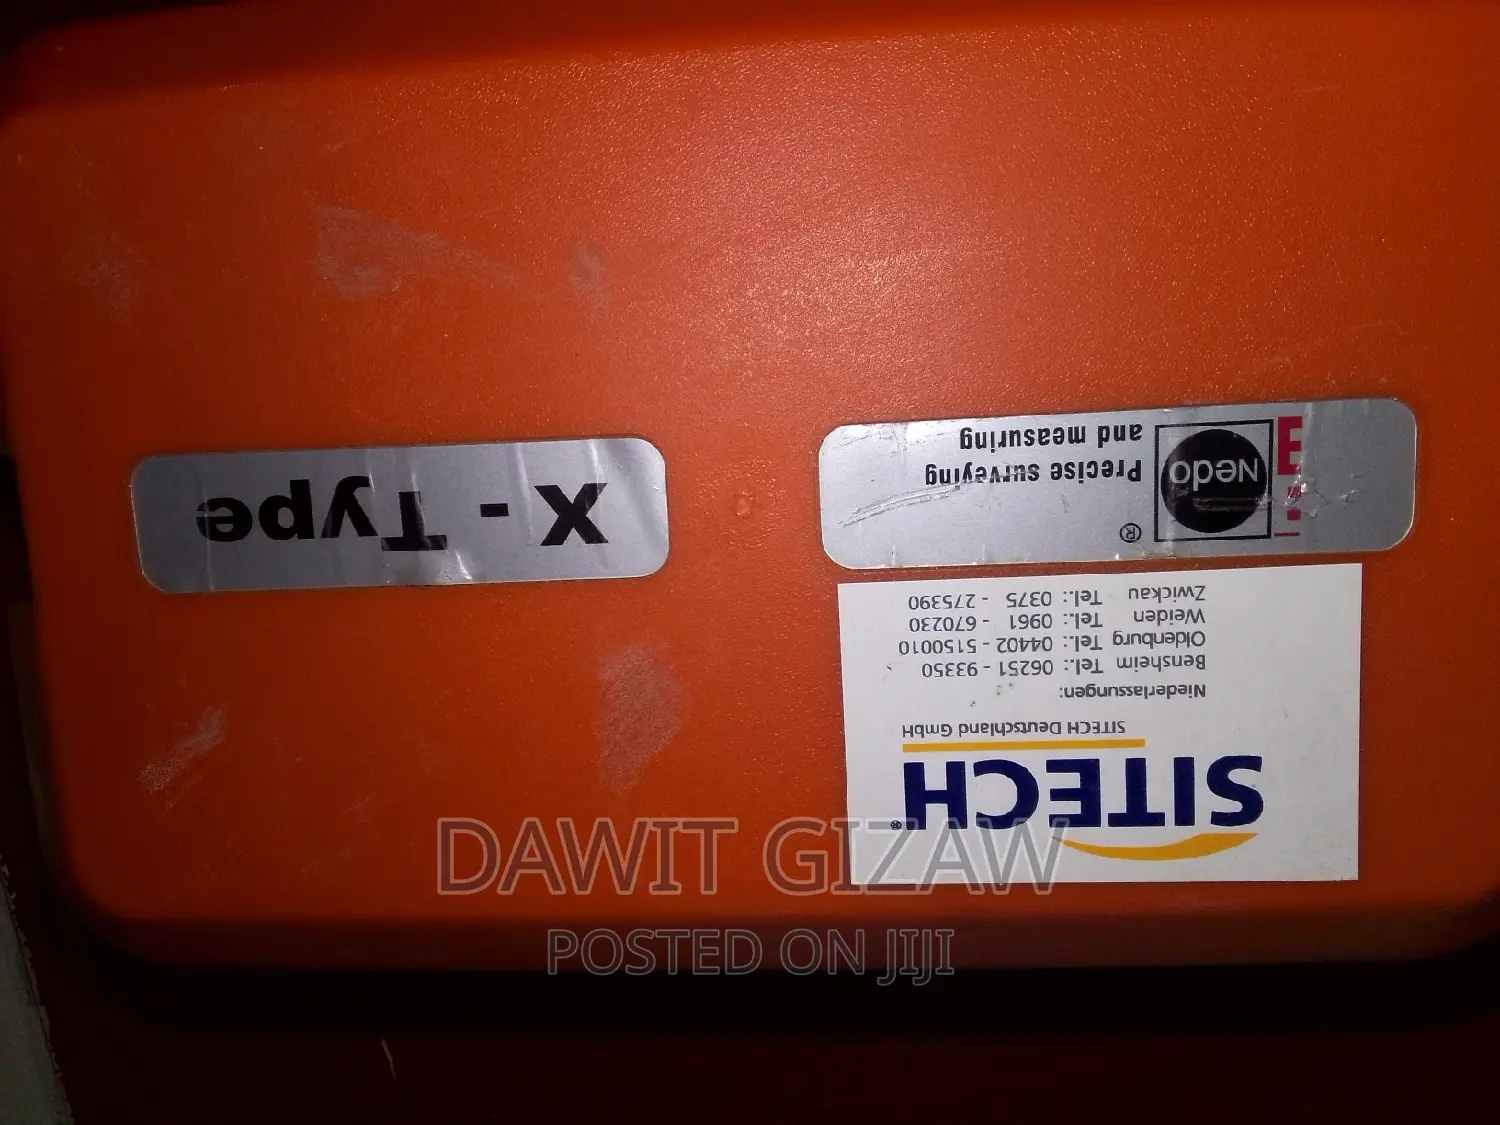 SITECH®
SITECH Deutschland GmbH
Niederlassungen:
Bensheim Tel.: 06251 - 93350
Oldenburg Tel.: 04402 - 5150010
Weiden Tel.: 0961 - 670230
Zwickau Tel.: 0375 - 275390
Nedo ®
Precise surveying
and measuring
X - Type
DAWIT GIZAW
POSTED ON JIJI